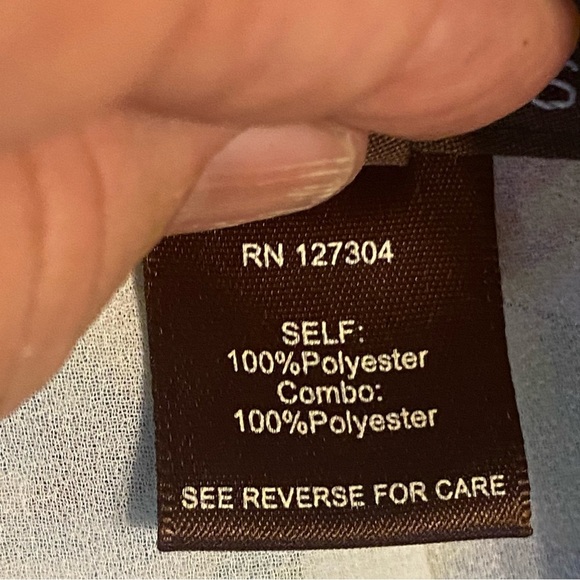 RN 127304
SELF:
100%Polyester
Combo:
100%Polyester
SEE REVERSE FOR CARE